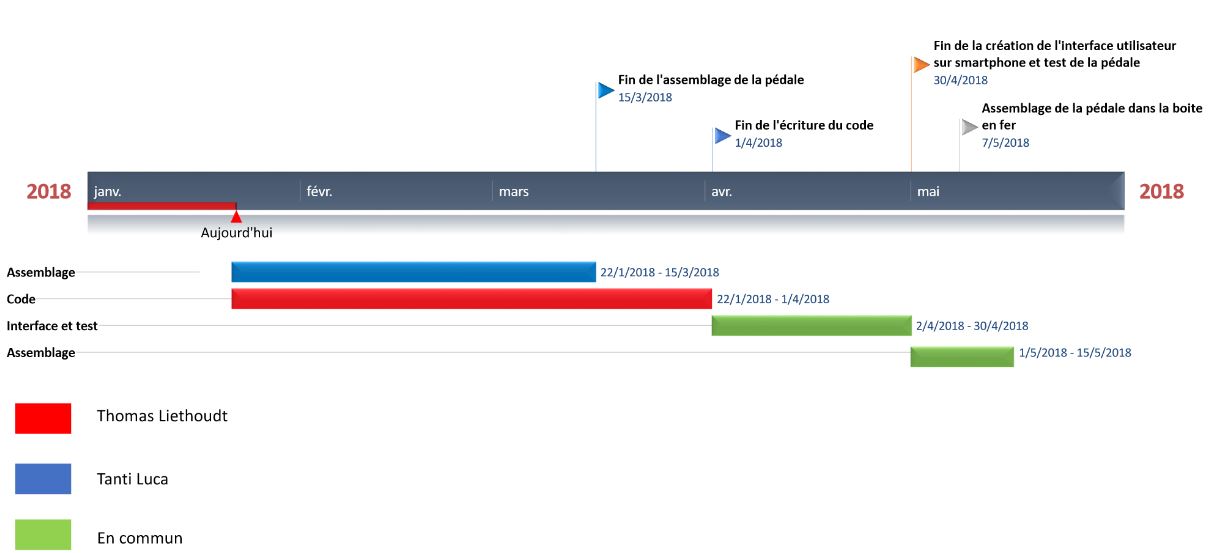 Fin de la création de l'interface utilisateur
sur smartphone et test de la pédale
30/4/2018
Fin de l'assemblage de la pédale
15/3/2018
Assemblage de la pédale dans la boite
en fer
7/5/2018
Fin de l'écriture du code
1/4/2018
2018 janv. févr. mars avr. mai 2018
Aujourd'hui
Assemblage 22/1/2018 - 15/3/2018
Code 22/1/2018 - 1/4/2018
Interface et test 2/4/2018 - 30/4/2018
Assemblage 1/5/2018 - 15/5/2018
Thomas Liethoudt
Tanti Luca
En commun